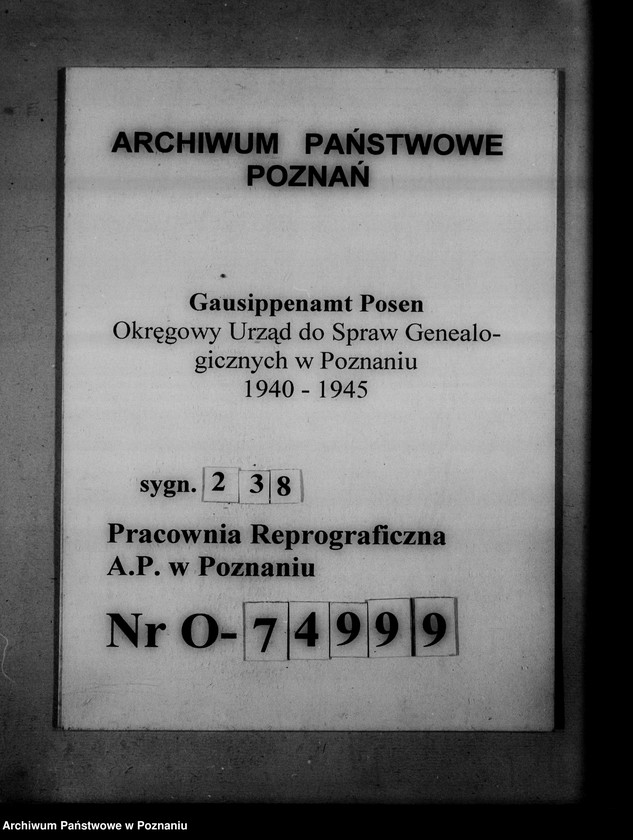 ARCHIWUM PAŃSTWOWE
POZNAŃ
Gausippenamt Posen
Okręgowy Urząd do Spraw Genealo-
gicznych w Poznaniu
1940 - 1945
sygn. 2 3 8
Pracownia Reprograficzna
A.P. w Poznaniu
Nr O- 7 4 9 9 9
Archiwum Państwowe w Poznaniu